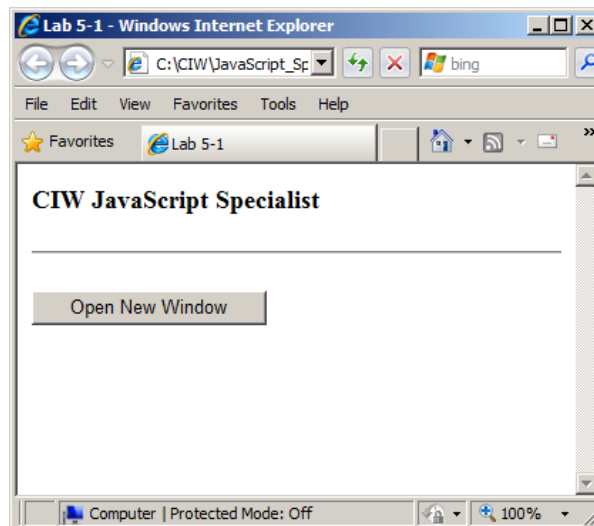 Lab 5-1 - Windows Internet Explorer
C:\CIW\JavaScript_Sp bing
File Edit View Favorites Tools Help
Favorites Lab 5-1 »
CIW JavaScript Specialist
Open New Window
Computer | Protected Mode: Off 100%